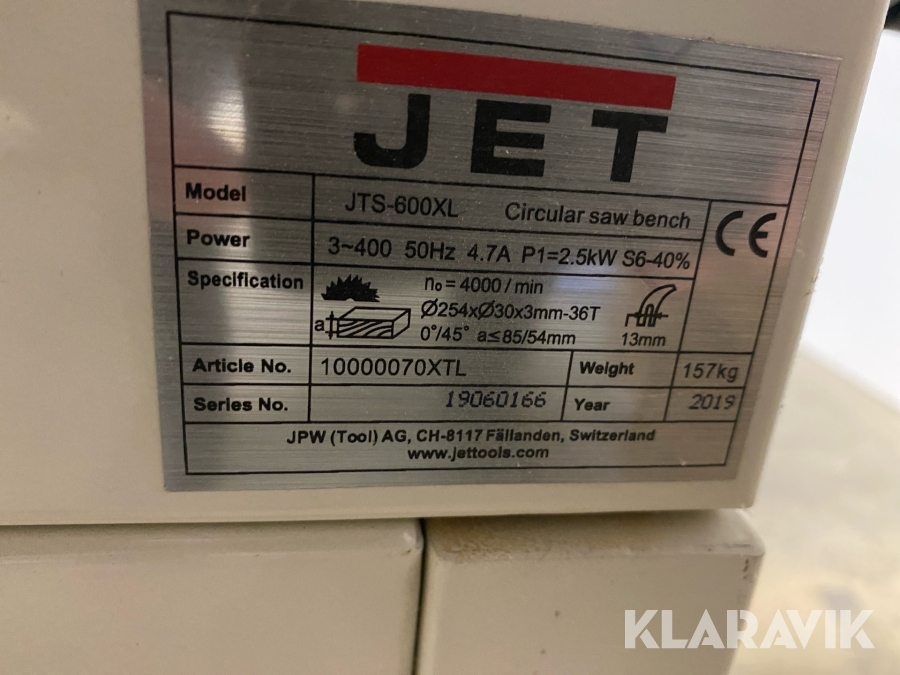 JET
Model JTS-600XL Circular saw bench
CE
Power 3~400 50Hz 4.7A P1=2.5kW S6-40%
Specification n₀ = 4000 / min
Ø254xØ30x3mm-36T
a 0°/45° a≤85/54mm 13mm
Article No. 10000070XTL Weight 157kg
Series No. 19060166 Year 2019
JPW (Tool) AG, CH-8117 Fällanden, Switzerland
www.jettools.com
KLARAVIK